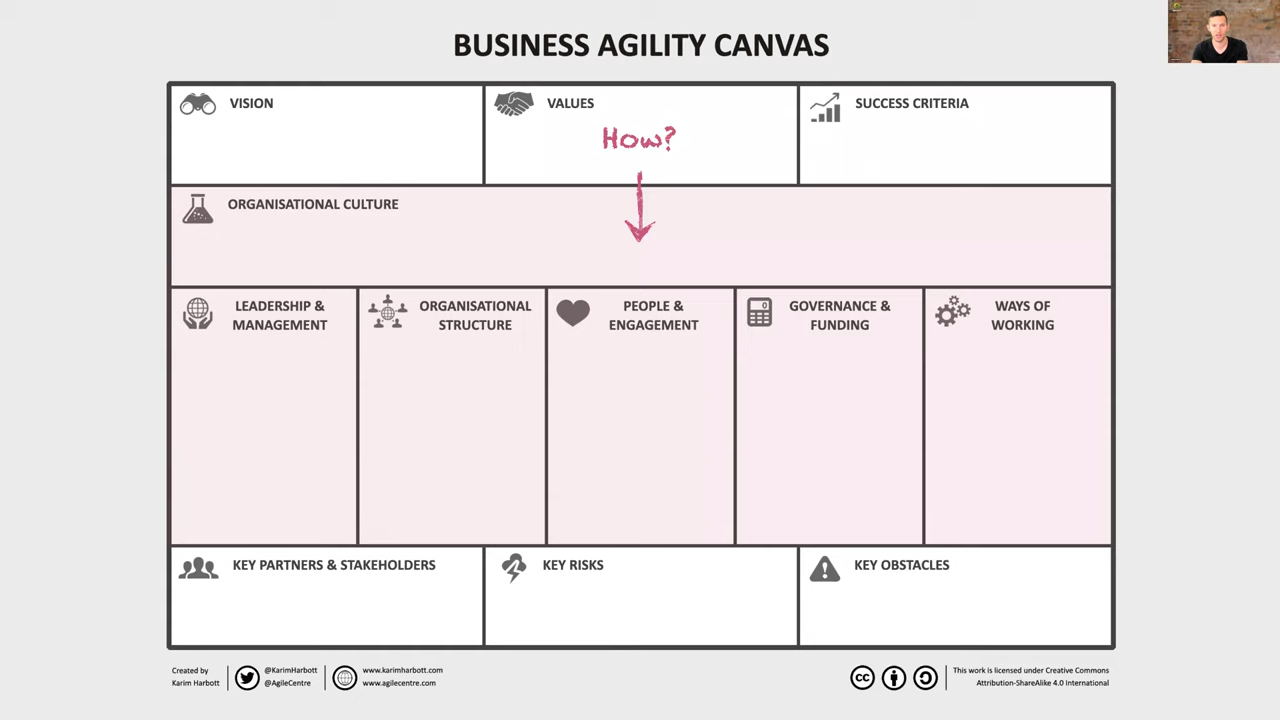 BUSINESS AGILITY CANVAS
VISION
VALUES
SUCCESS CRITERIA
How?
ORGANISATIONAL CULTURE
LEADERSHIP &
MANAGEMENT
ORGANISATIONAL
STRUCTURE
PEOPLE &
ENGAGEMENT
GOVERNANCE &
FUNDING
WAYS OF
WORKING
KEY PARTNERS & STAKEHOLDERS
KEY RISKS
KEY OBSTACLES
Created by
Karim Harbott
@KarimHarbott
@AgileCentre
www.karimharbott.com
www.agilecentre.com
cc
This work is licensed under Creative Commons
Attribution-ShareAlike 4.0 International